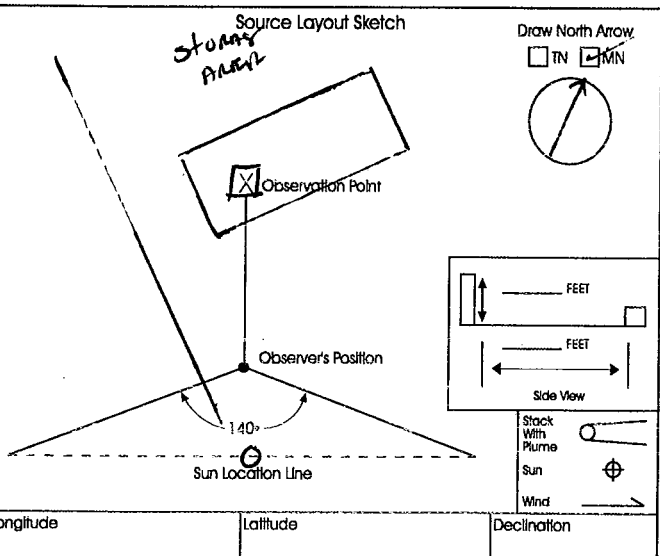 Source Layout Sketch
Draw North Arrow
TN MN
STORAGE
AREA
X Observation Point
FEET
Observer's Position
FEET
Side View
140°
Stack
With
Plume
Sun Location Line
Sun
Wind
ongitude Latitude Declination